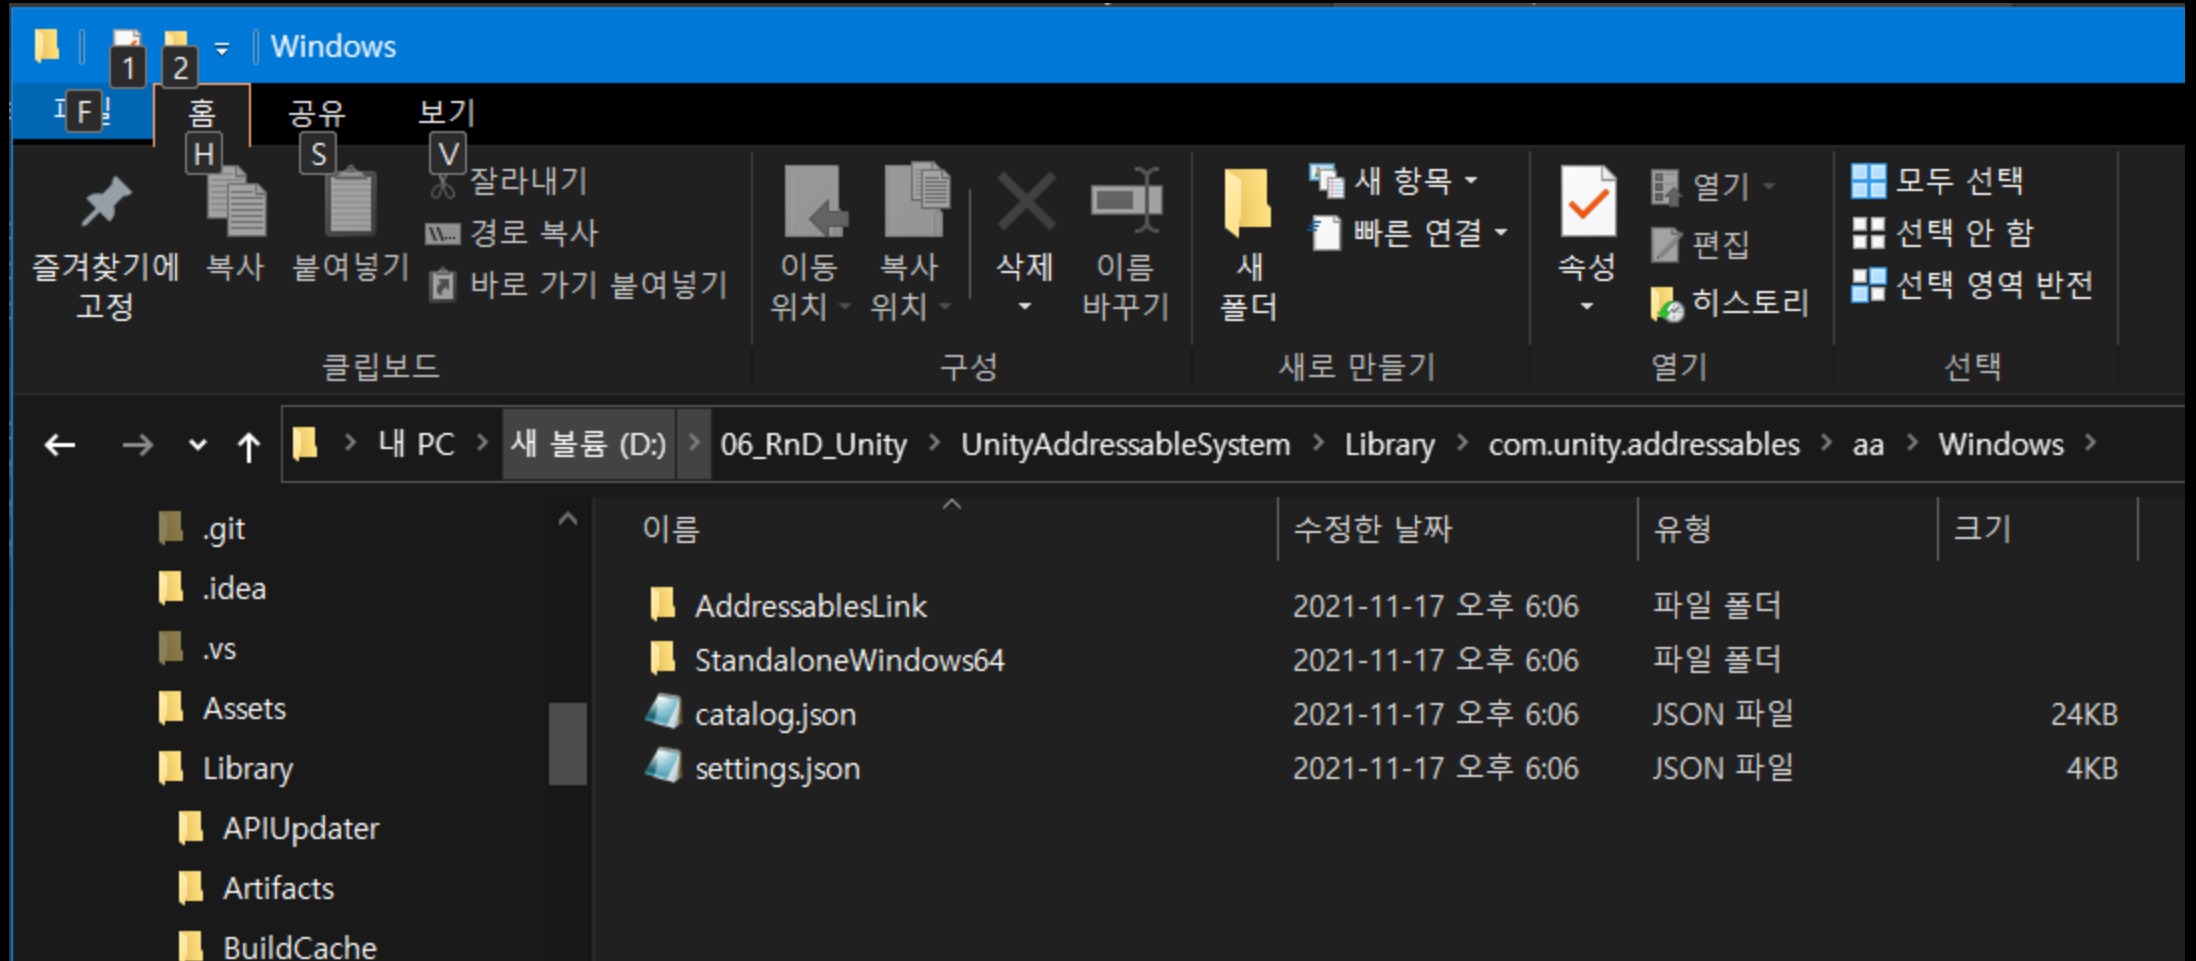 Windows
1 2
F 홈 공유 보기
H S V
잘라내기
경로 복사
바로 가기 붙여넣기
즐겨찾기에
고정
복사
붙여넣기
이동
위치
복사
위치
삭제
이름
바꾸기
새
폴더
새 항목
빠른 연결
속성
열기
편집
히스토리
모두 선택
선택 안 함
선택 영역 반전
클립보드 구성 새로 만들기 열기 선택
내 PC 새 볼륨 (D:) 06_RnD_Unity UnityAddressableSystem Library com.unity.addressables aa Windows
.git
.idea
.vs
Assets
Library
APIUpdater
Artifacts
BuildCache
이름 수정한 날짜 유형 크기
AddressablesLink 2021-11-17 오후 6:06 파일 폴더
StandaloneWindows64 2021-11-17 오후 6:06 파일 폴더
catalog.json 2021-11-17 오후 6:06 JSON 파일 24KB
settings.json 2021-11-17 오후 6:06 JSON 파일 4KB